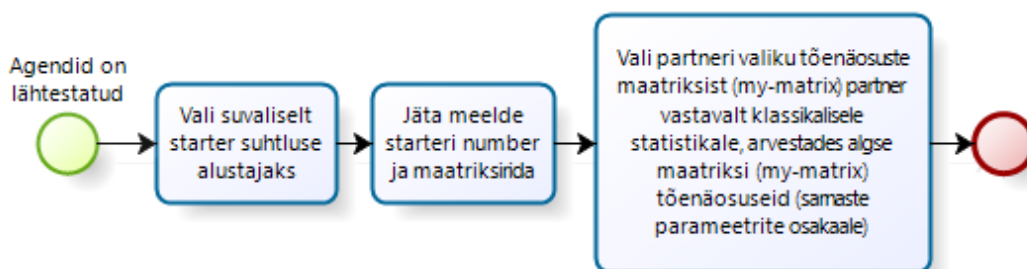 Agendid on
lähtestatud
Vali suvaliselt
starter suhtluse
alustajaks
Jäta meelde
starteri number
ja maatriksirida
Vali partneri valiku tõenäosuste
maatriksist (my-matrix) partner
vastavalt klassikalisele
statistikale, arvestades algse
maatriksi (my-matrix)
tõenäosuseid (samaste
parameetrite osakaale)